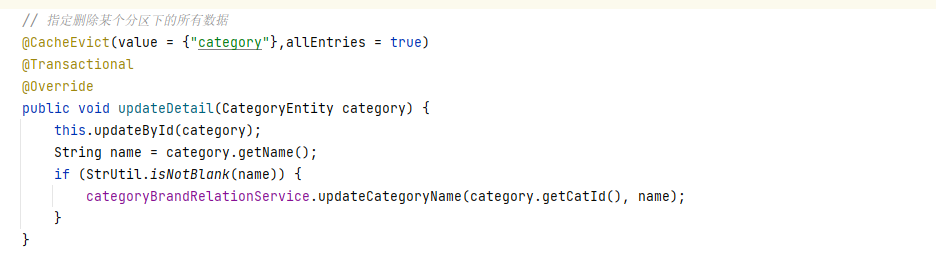 // 指定删除某个分区下的所有数据
@CacheEvict(value = {"category"},allEntries = true)
@Transactional
@Override
public void updateDetail(CategoryEntity category) {
    this.updateById(category);
    String name = category.getName();
    if (StrUtil.isNotBlank(name)) {
        categoryBrandRelationService.updateCategoryName(category.getCatId(), name);
    }
}